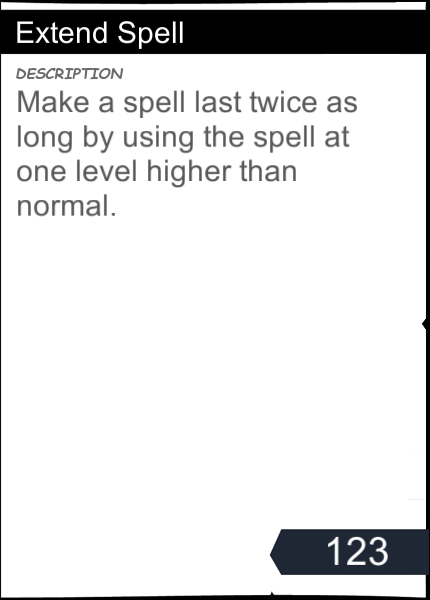 Extend Spell
DESCRIPTION
Make a spell last twice as
long by using the spell at
one level higher than
normal.
123